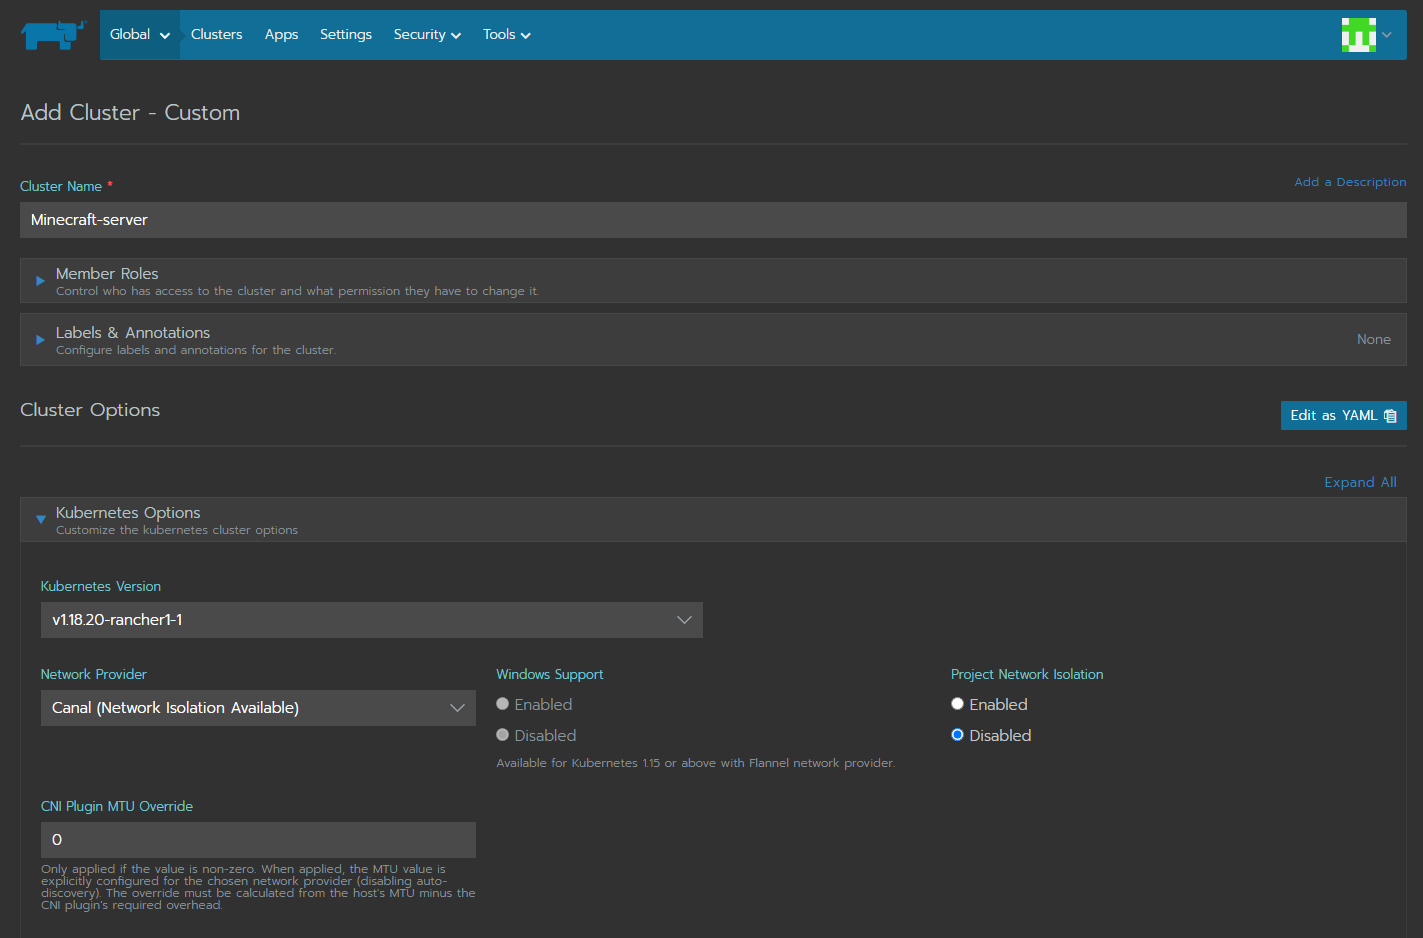 Global Clusters Apps Settings Security Tools
Add Cluster - Custom
Cluster Name *
Add a Description
Minecraft-server
Member Roles
Control who has access to the cluster and what permission they have to change it.
Labels & Annotations
Configure labels and annotations for the cluster.
None
Cluster Options
Edit as YAML
Expand All
Kubernetes Options
Customize the kubernetes cluster options
Kubernetes Version
v1.18.20-rancher1-1
Network Provider
Canal (Network Isolation Available)
Windows Support
Enabled
Disabled
Available for Kubernetes 1.15 or above with Flannel network provider.
Project Network Isolation
Enabled
Disabled
CNI Plugin MTU Override
0
Only applied if the value is non-zero. When applied, the MTU value is
explicitly configured for the chosen network provider (disabling auto-
discovery). The override must be calculated from the host's MTU minus the
CNI plugin's required overhead.